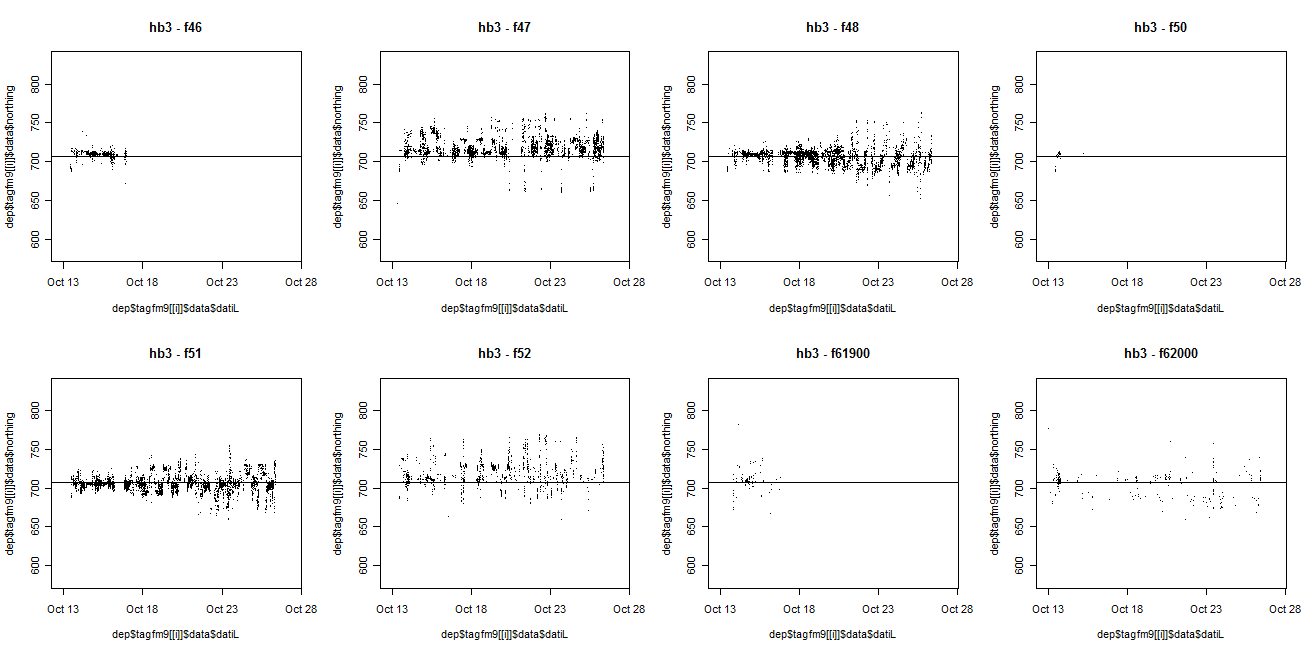 hb3 - f46
dep$tagfm9[[i]]$data$northing
800
750
700
650
600
Oct 13 Oct 18 Oct 23 Oct 28
dep$tagfm9[[i]]$data$datiL
hb3 - f47
dep$tagfm9[[i]]$data$northing
800
750
700
650
600
Oct 13 Oct 18 Oct 23 Oct 28
dep$tagfm9[[i]]$data$datiL
hb3 - f48
dep$tagfm9[[i]]$data$northing
800
750
700
650
600
Oct 13 Oct 18 Oct 23 Oct 28
dep$tagfm9[[i]]$data$datiL
hb3 - f50
dep$tagfm9[[i]]$data$northing
800
750
700
650
600
Oct 13 Oct 18 Oct 23 Oct 28
dep$tagfm9[[i]]$data$datiL
hb3 - f51
dep$tagfm9[[i]]$data$northing
800
750
700
650
600
Oct 13 Oct 18 Oct 23 Oct 28
dep$tagfm9[[i]]$data$datiL
hb3 - f52
dep$tagfm9[[i]]$data$northing
800
750
700
650
600
Oct 13 Oct 18 Oct 23 Oct 28
dep$tagfm9[[i]]$data$datiL
hb3 - f61900
dep$tagfm9[[i]]$data$northing
800
750
700
650
600
Oct 13 Oct 18 Oct 23 Oct 28
dep$tagfm9[[i]]$data$datiL
hb3 - f62000
dep$tagfm9[[i]]$data$northing
800
750
700
650
600
Oct 13 Oct 18 Oct 23 Oct 28
dep$tagfm9[[i]]$data$datiL